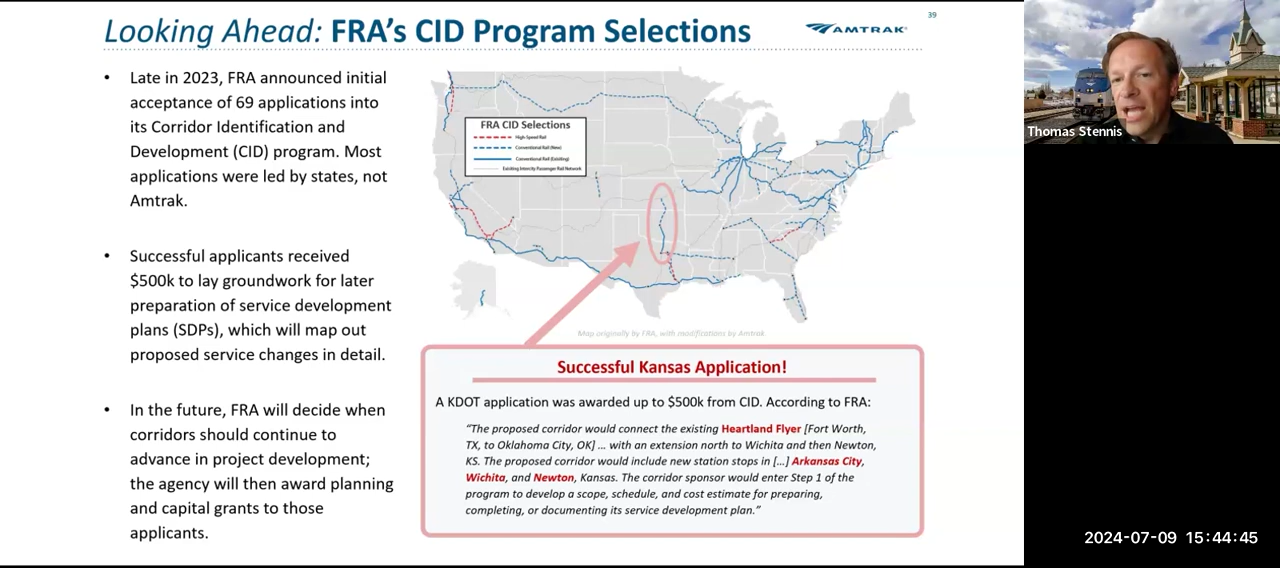 Looking Ahead: FRA's CID Program Selections
AMTRAK
39
• Late in 2023, FRA announced initial
acceptance of 69 applications into
its Corridor Identification and
Development (CID) program. Most
applications were led by states, not
Amtrak.
• Successful applicants received
$500k to lay groundwork for later
preparation of service development
plans (SDPs), which will map out
proposed service changes in detail.
• In the future, FRA will decide when
corridors should continue to
advance in project development;
the agency will then award planning
and capital grants to those
applicants.
FRA CID Selections
High-Speed Rail
Conventional Rail (New)
Conventional Rail (Existing)
Existing Intercity Passenger Rail Network
Map originally by FRA, with modifications by Amtrak.
Successful Kansas Application!
A KDOT application was awarded up to $500k from CID. According to FRA:
"The proposed corridor would connect the existing Heartland Flyer [Fort Worth,
TX, to Oklahoma City, OK] ... with an extension north to Wichita and then Newton,
KS. The proposed corridor would include new station stops in [...] Arkansas City,
Wichita, and Newton, Kansas. The corridor sponsor would enter Step 1 of the
program to develop a scope, schedule, and cost estimate for preparing,
completing, or documenting its service development plan."
Thomas Stennis
2024-07-09 15:44:45